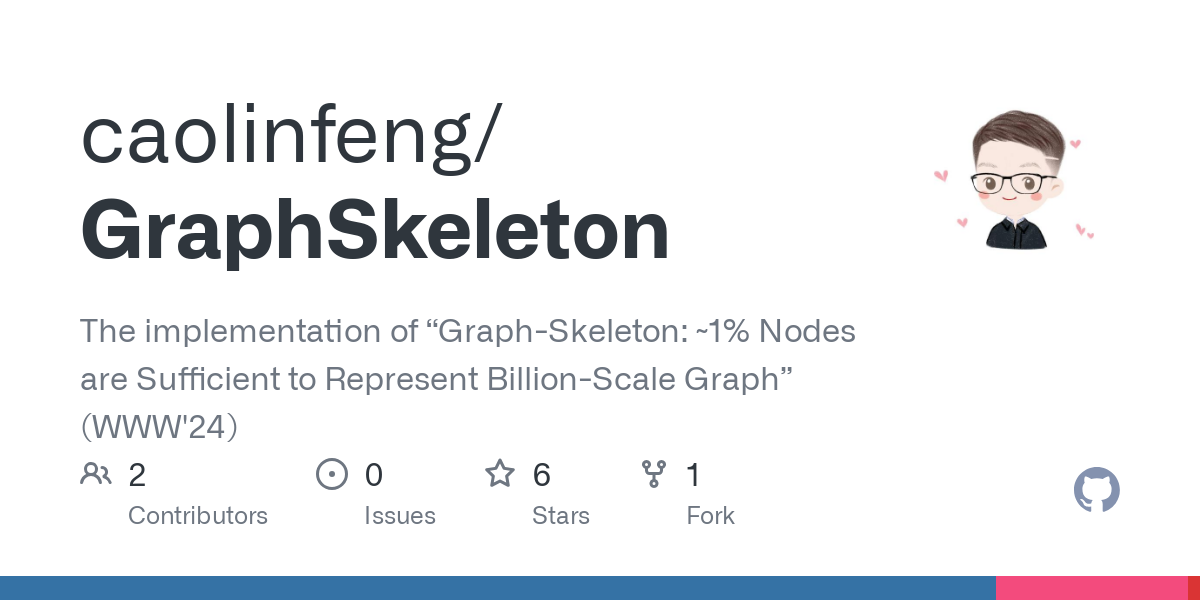 caolinfeng/
GraphSkeleton
The implementation of “Graph-Skeleton: ~1% Nodes
are Sufficient to Represent Billion-Scale Graph”
(WWW'24)
2 0 6 1
Contributors Issues Stars Fork